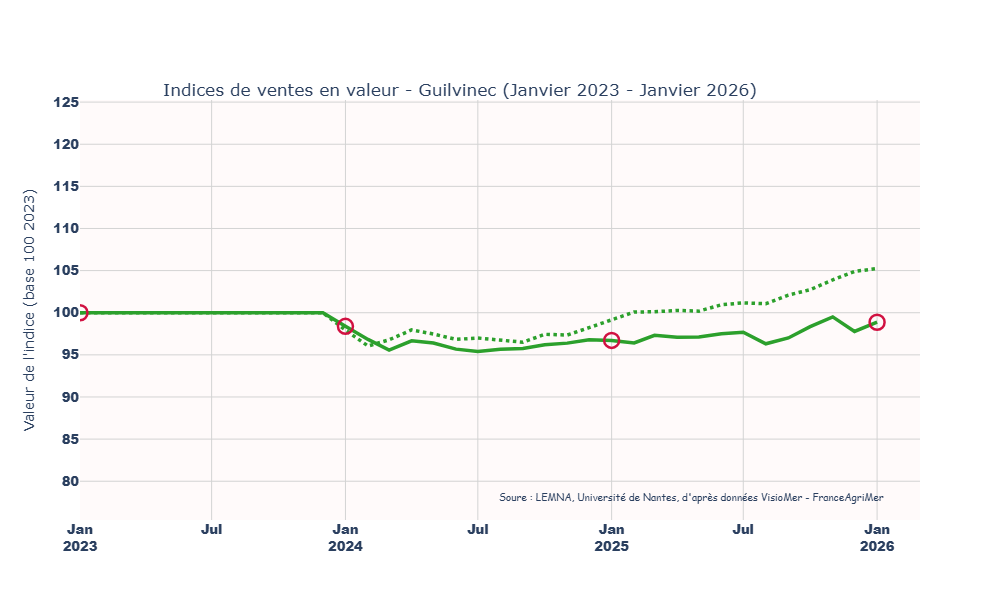 Indices de ventes en valeur - Guilvinec (Janvier 2023 - Janvier 2026)
Valeur de l'indice (base 100 2023)
125
120
115
110
105
100
95
90
85
80
Soure : LEMNA, Université de Nantes, d'après données VisioMer - FranceAgriMer
Jan Jul Jan Jul Jan Jul Jan
2023 2024 2025 2026